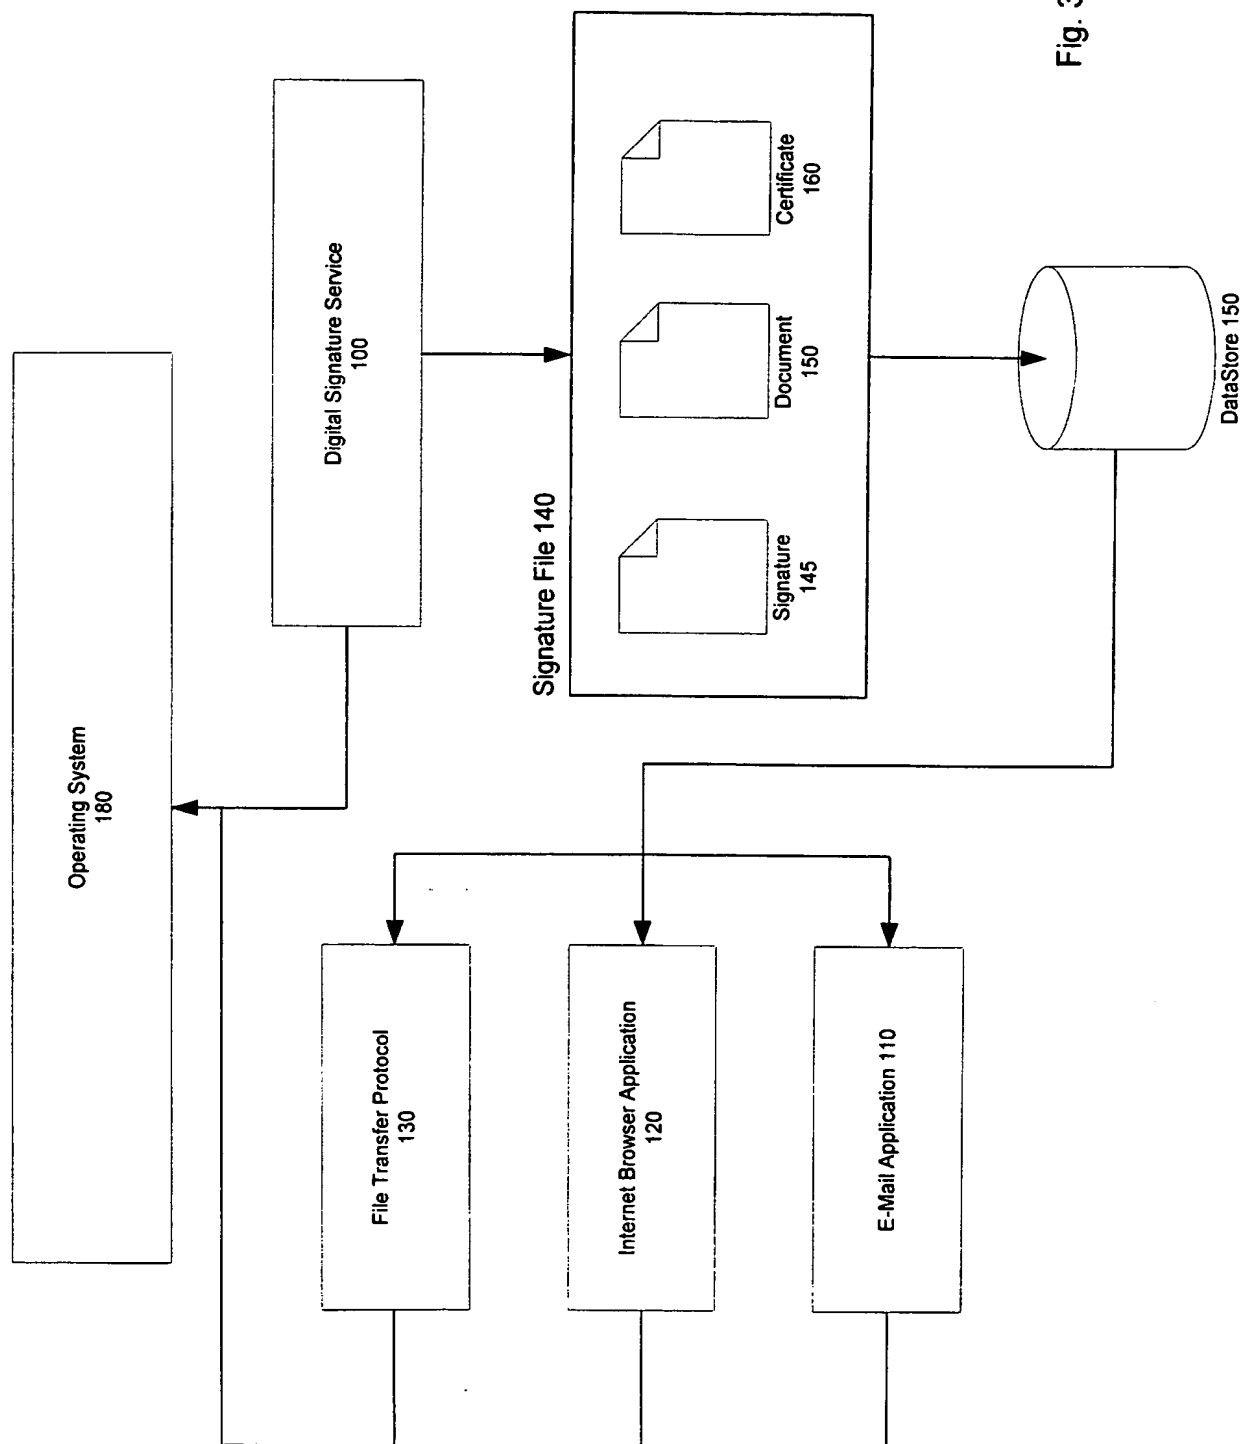 Operating System
180
Digital Signature Service
100
File Transfer Protocol
130
Signature File 140
Internet Browser Application
120
Signature
145
Document
150
Certificate
160
E-Mail Application 110
DataStore 150
Fig. 3